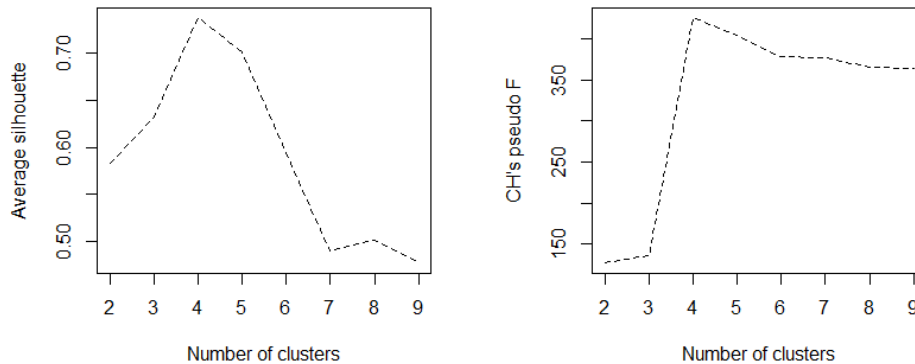 Average silhouette
0.70
0.60
0.50
2 3 4 5 6 7 8 9
Number of clusters
CH's pseudo F
350
250
150
2 3 4 5 6 7 8 9
Number of clusters